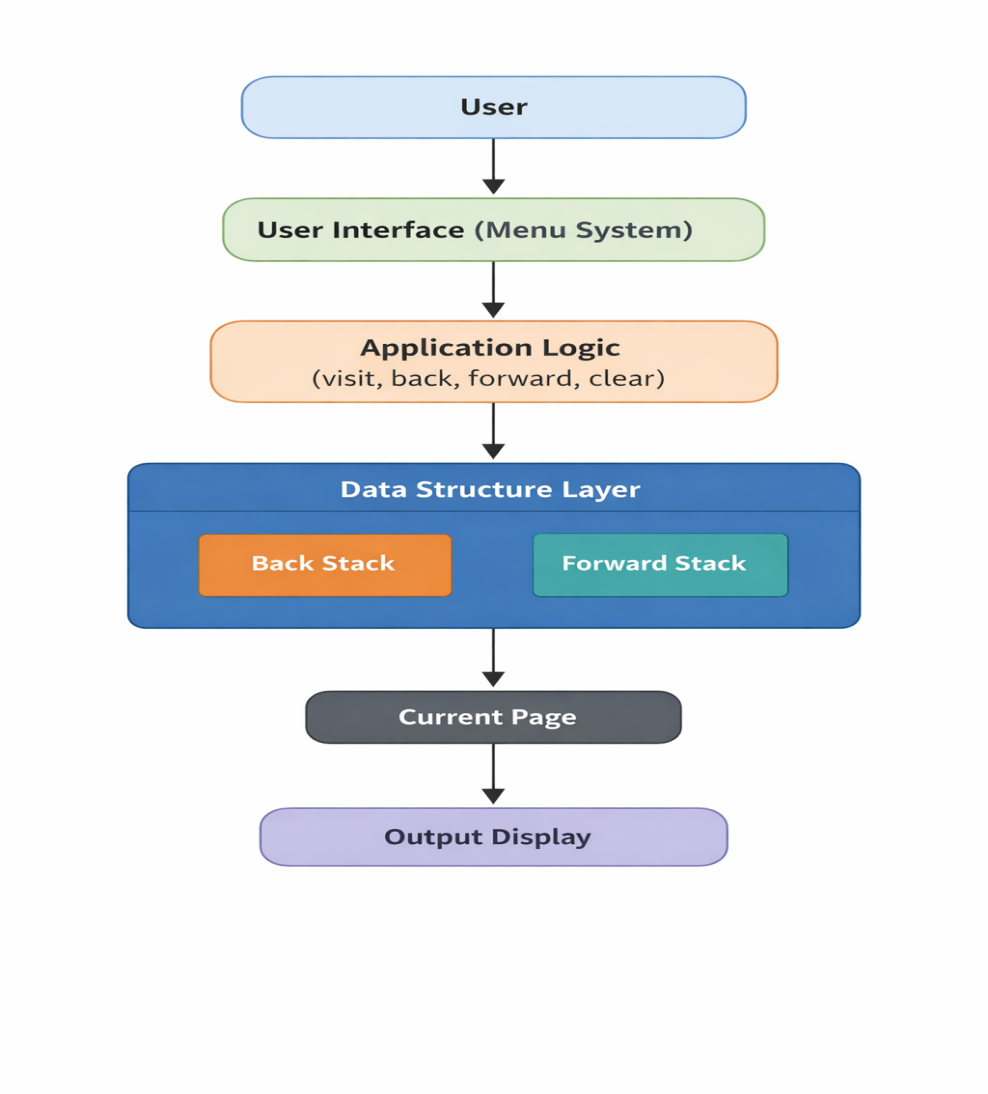 User
User Interface (Menu System)
Application Logic
(visit, back, forward, clear)
Data Structure Layer
Back Stack
Forward Stack
Current Page
Output Display